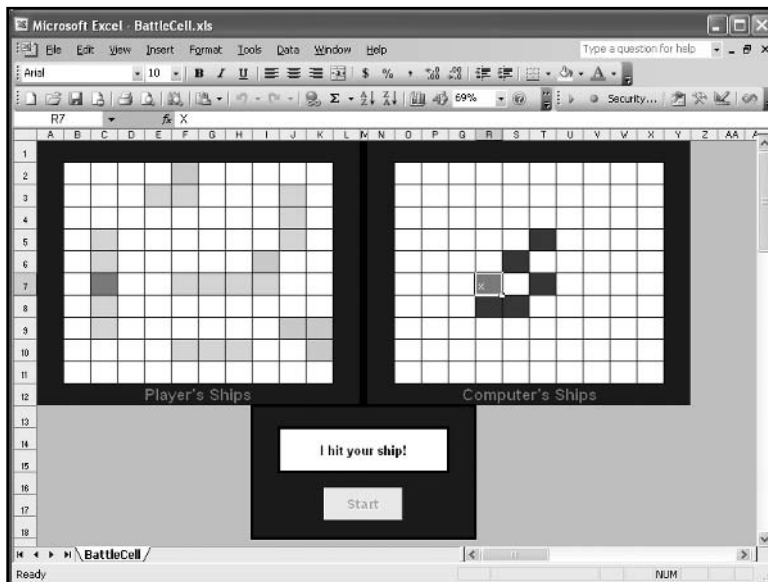 Microsoft Excel - BattleCell.xls
File Edit View Insert Format Tools Data Window Help Type a question for help
Arial 10 B I U $ % ,
Σ 69% Security...
R7 fx X
A B C D E F G H I J K L M N O P Q R S T U V W X Y Z AA
1
2
3
4
5
6
7 x
8
9
10
11
12 Player's Ships Computer's Ships
13
14 I hit your ship!
15
16
17 Start
18
BattleCell
Ready NUM